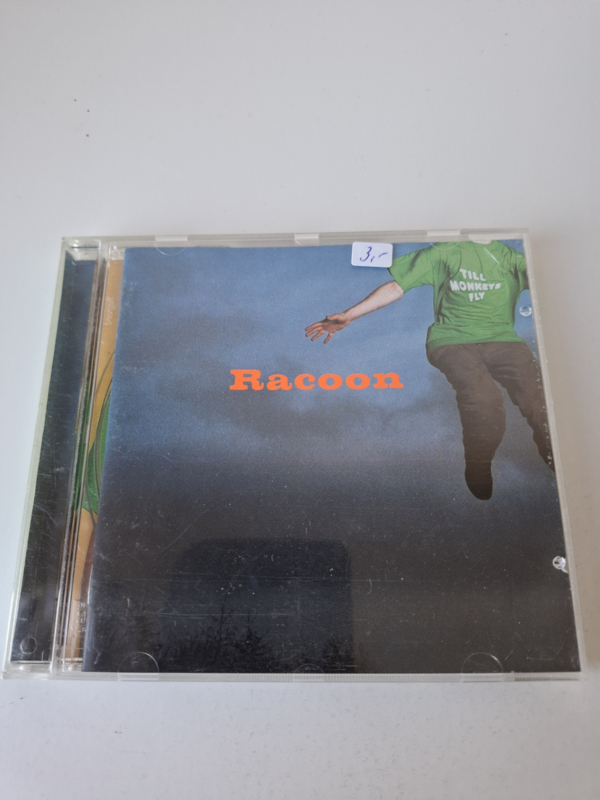 3,-
TILL
MONKEYS
FLY
Racoon